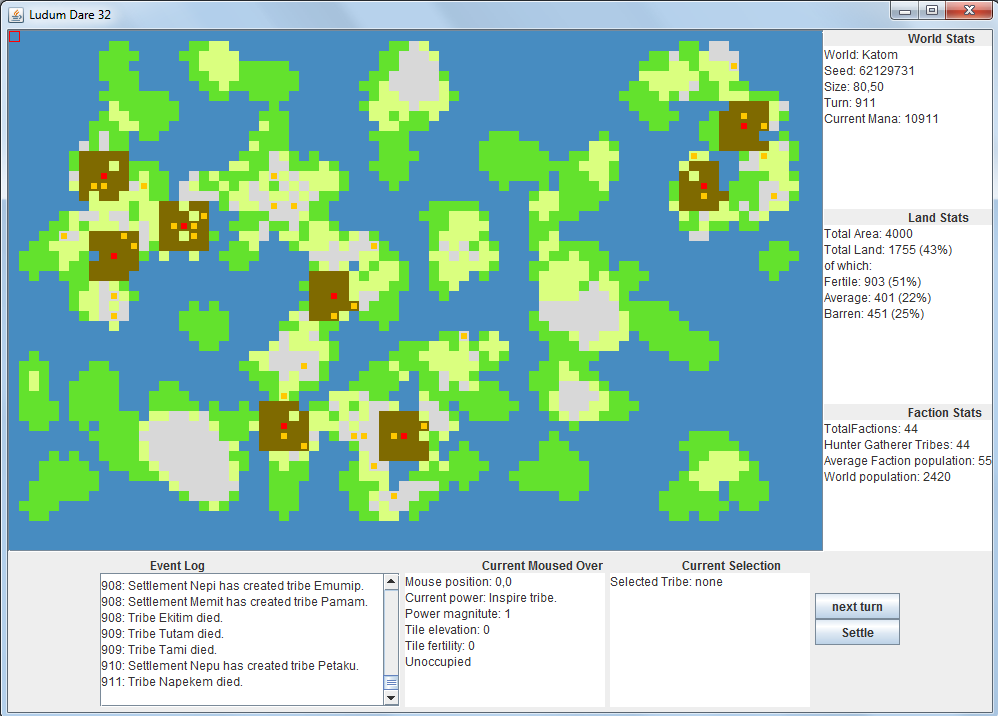 Ludum Dare 32
World Stats
World: Katom
Seed: 62129731
Size: 80,50
Turn: 911
Current Mana: 10911
Land Stats
Total Area: 4000
Total Land: 1755 (43%)
of which:
Fertile: 903 (51%)
Average: 401 (22%)
Barren: 451 (25%)
Faction Stats
TotalFactions: 44
Hunter Gatherer Tribes: 44
Average Faction population: 55
World population: 2420
Event Log
908: Settlement Nepi has created tribe Emumip.
908: Settlement Memit has created tribe Pamam.
908: Tribe Ekitim died.
909: Tribe Tutam died.
909: Tribe Tami died.
910: Settlement Nepu has created tribe Petaku.
911: Tribe Napekem died.
Current Moused Over
Mouse position: 0,0
Current power: Inspire tribe.
Power magnitute: 1
Tile elevation: 0
Tile fertility: 0
Unoccupied
Current Selection
Selected Tribe: none
next turn
Settle